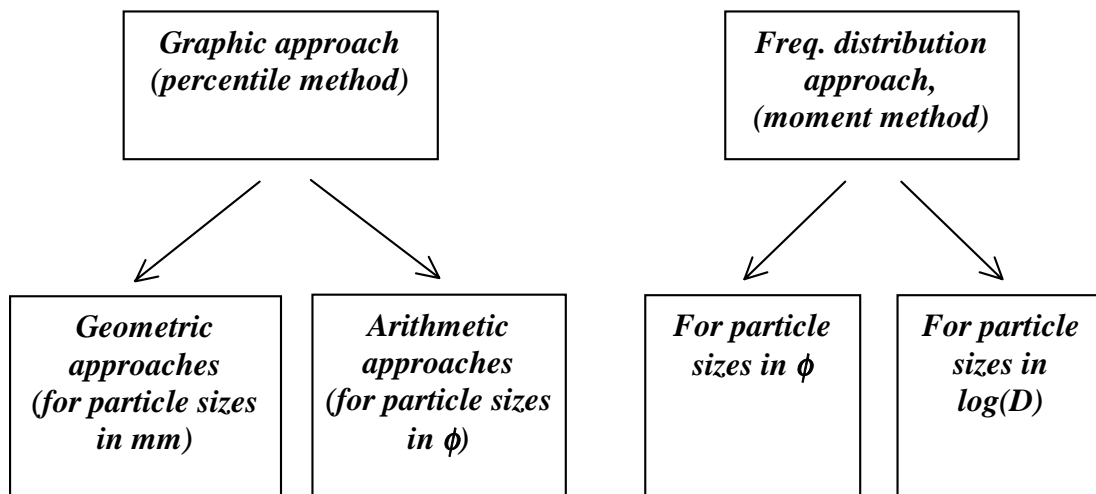 Graphic approach
(percentile method)
Freq. distribution
approach,
(moment method)
Geometric
approaches
(for particle sizes
in mm)
Arithmetic
approaches
(for particle sizes
in ϕ)
For particle
sizes in ϕ
For particle
sizes in
log(D)